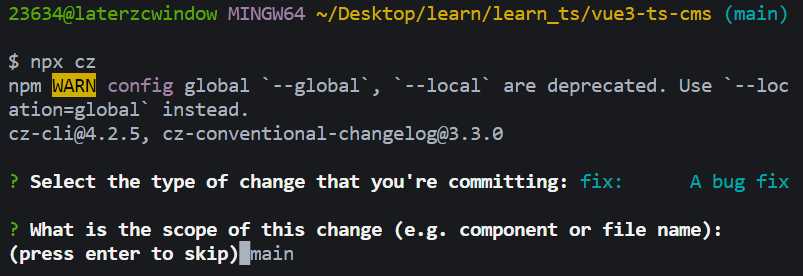 23634@laterzcwindow MINGW64 ~/Desktop/learn/learn_ts/vue3-ts-cms (main)
$ npx cz
npm WARN config global `--global`, `--local` are deprecated. Use `--loc
ation=global` instead.
cz-cli@4.2.5, cz-conventional-changelog@3.3.0
? Select the type of change that you're committing: fix:      A bug fix
? What is the scope of this change (e.g. component or file name):
(press enter to skip) main